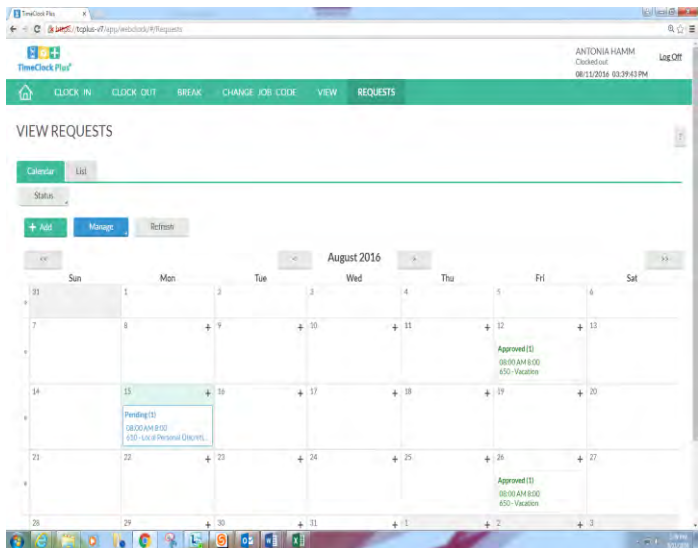 TimeClock Plus
tcplus-v7/app/webclock/#/Requests
TimeClock Plus
ANTONIA HAMM
Clocked out
08/11/2016 03:39:43 PM
Log Off
CLOCK IN CLOCK OUT BREAK CHANGE JOB CODE VIEW REQUESTS
VIEW REQUESTS
?
Calendar List
Status
+ Add Manage Refresh
<< < August 2016 > >>
Sun Mon Tue Wed Thu Fri Sat
31 1 2 3 4 5 6
7 8 + 9 + 10 + 11 + 12 + 13
Approved (1)
08:00 AM 8:00
650 - Vacation
14 15 + 16 + 17 + 18 + 19 + 20
Pending (1)
08:00 AM 8:00
610 - Local Personal
21 22 + 23 + 24 + 25 + 26 + 27
Approved (1)
08:00 AM 8:00
650 - Vacation
28 29 + 30 + 31 + 1 + 2 + 3